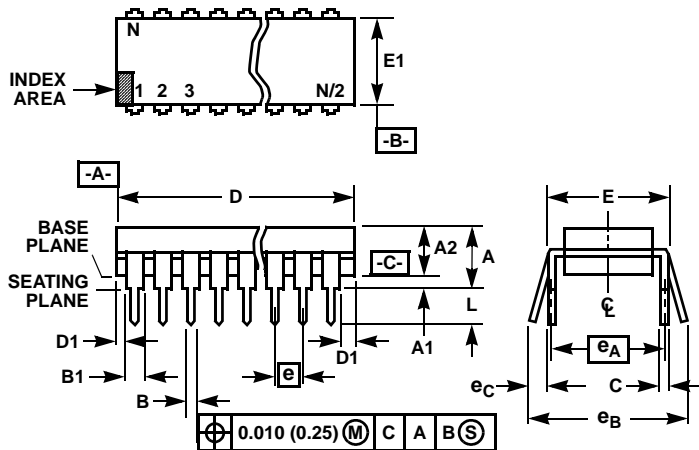 N
E1
INDEX
AREA
1 2 3 N/2
-B-
-A-
D
E
BASE
PLANE
A2
A
-C-
SEATING
PLANE
L
C
L
D1
A1
D1
eA
B1
e
eC
C
B
eB
0.010 (0.25) M C A B S